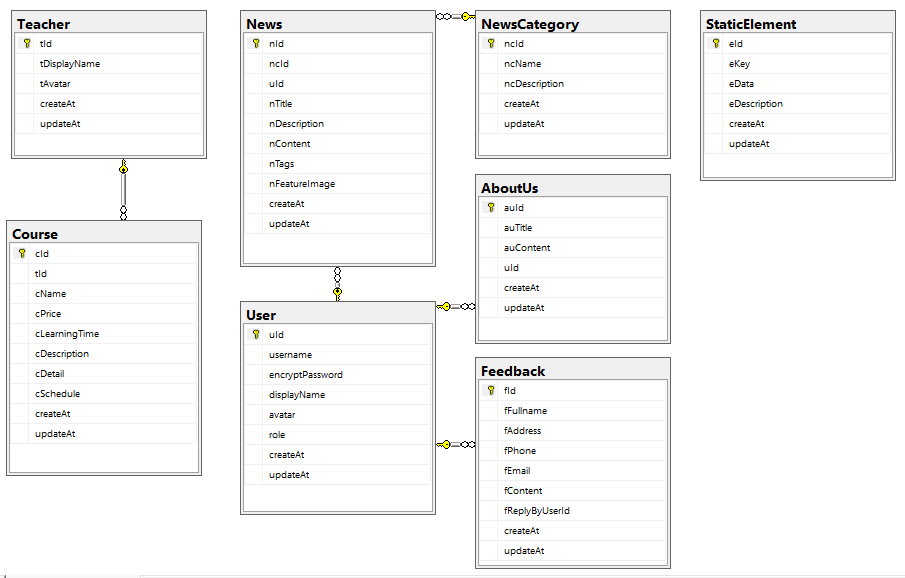 Teacher
tId
tDisplayName
tAvatar
createAt
updateAt
Course
cId
tId
cName
cPrice
cLearningTime
cDescription
cDetail
cSchedule
createAt
updateAt
News
nId
ncId
uId
nTitle
nDescription
nContent
nTags
nFeatureImage
createAt
updateAt
User
uId
username
encryptPassword
displayName
avatar
role
createAt
updateAt
NewsCategory
ncId
ncName
ncDescription
createAt
updateAt
AboutUs
auId
auTitle
auContent
uId
createAt
updateAt
Feedback
fId
fFullname
fAddress
fPhone
fEmail
fContent
fReplyByUserId
createAt
updateAt
StaticElement
eId
eKey
eData
eDescription
createAt
updateAt